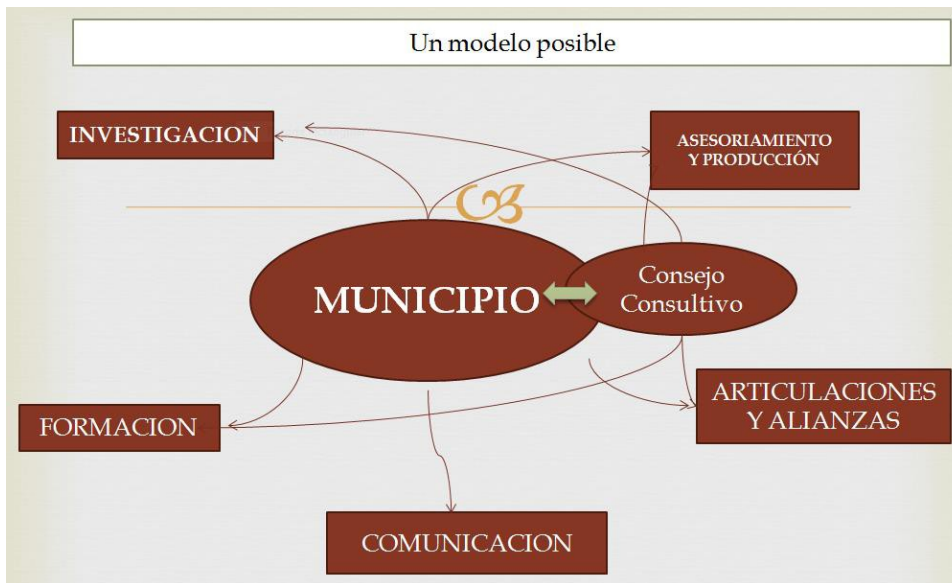 Un modelo posible
INVESTIGACION
ASESORIAMIENTO
Y PRODUCCIÓN
MUNICIPIO
Consejo
Consultivo
FORMACION
ARTICULACIONES
Y ALIANZAS
COMUNICACION